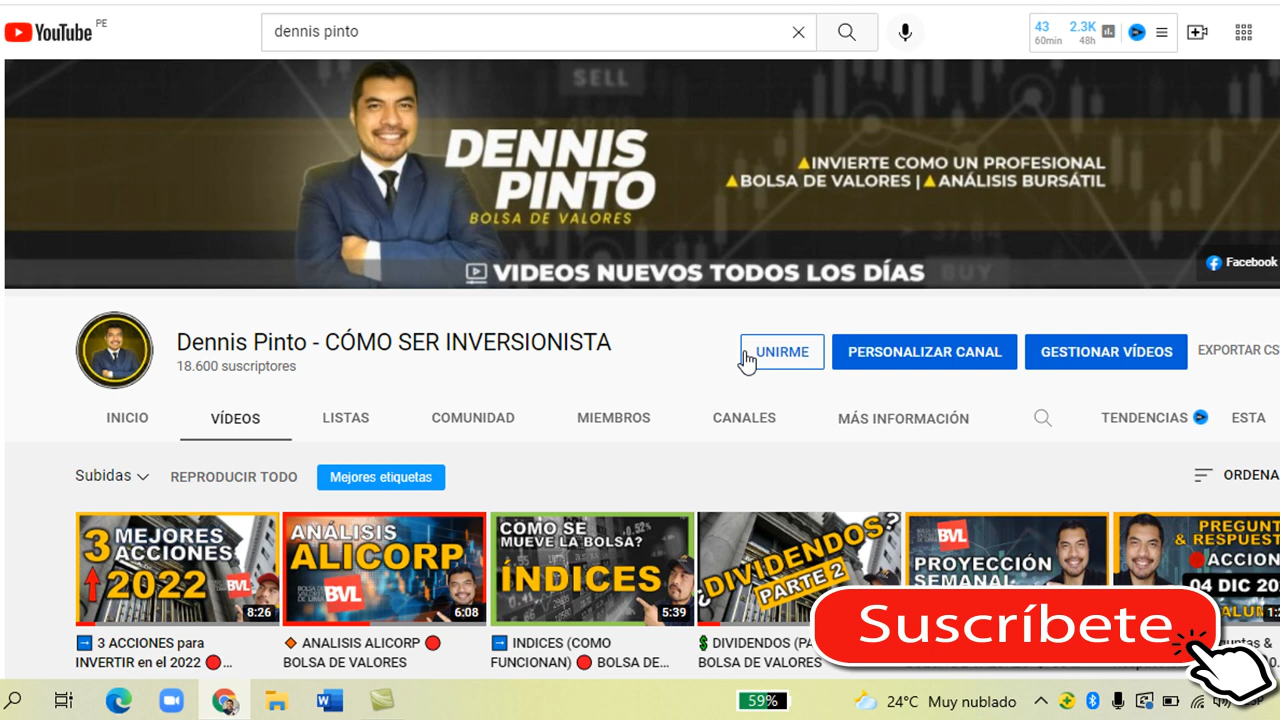 YouTube PE
dennis pinto
43 2.3K
60min 48h
SELL
DENNIS
PINTO
BOLSA DE VALORES
INVIERTE COMO UN PROFESIONAL
BOLSA DE VALORES | ANÁLISIS BURSÁTIL
VIDEOS NUEVOS TODOS LOS DÍAS
BUY
Facebook
Dennis Pinto - CÓMO SER INVERSIONISTA
18.600 suscriptores
UNIRME
PERSONALIZAR CANAL
GESTIONAR VÍDEOS
EXPORTAR CS
INICIO VÍDEOS LISTAS COMUNIDAD MIEMBROS CANALES MÁS INFORMACIÓN TENDENCIAS ESTA
Subidas REPRODUCIR TODO Mejores etiquetas ORDENA
3 MEJORES
ACCIONES
2022
BVL
8:26
ANÁLISIS
ALICORP
BVL
6:08
COMO SE
MUEVE LA BOLSA?
0.52%
ÍNDICES
5:39
¿DIVIDENDOS?
PARTE 2
BVL
PROYECCIÓN
SEMANAL
PREGUNT
& RESPUEST
ACCION
04 DIC 20
3 ACCIONES para
INVERTIR en el 2022 ...
ANALISIS ALICORP
BOLSA DE VALORES
INDICES (COMO
FUNCIONAN) BOLSA DE...
DIVIDENDOS (PA
BOLSA DE VALORES
Suscríbete
59%
24°C Muy nublado